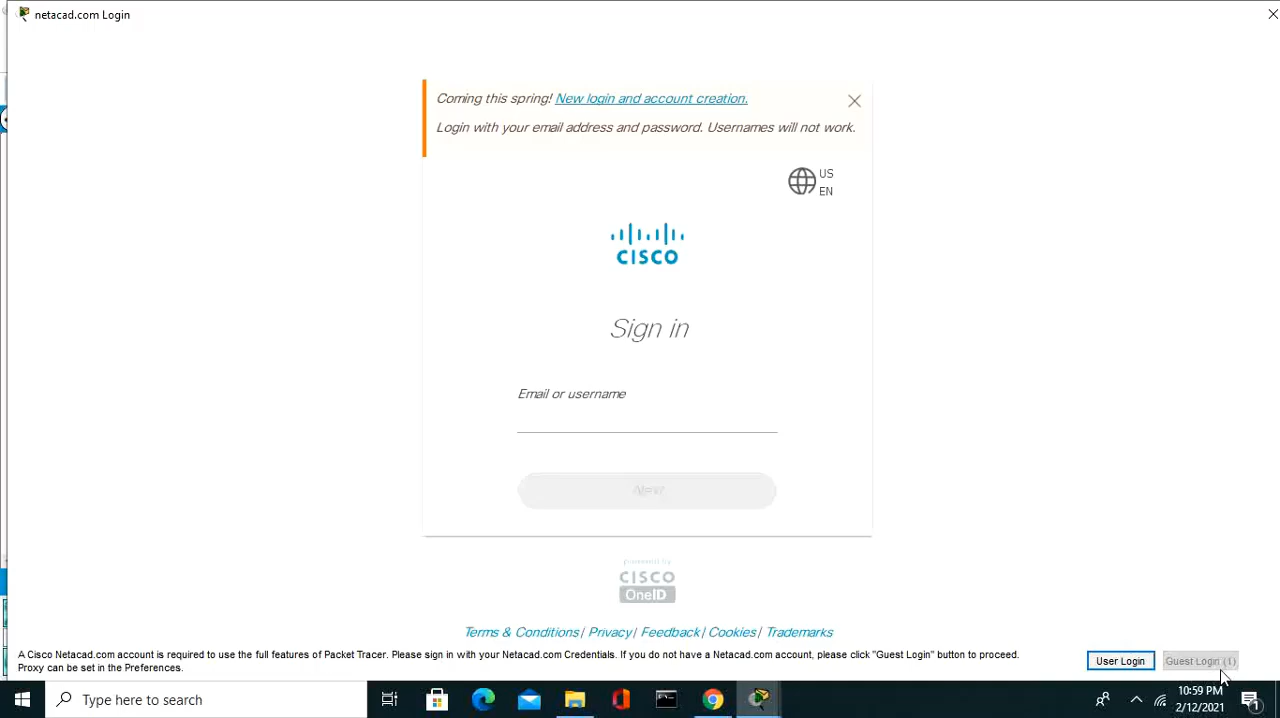 netacad.com Login
Coming this spring! New login and account creation.
Login with your email address and password. Usernames will not work.
US
EN
CISCO
Sign in
Email or username
powered by
CISCO
OneID
Terms & Conditions| Privacy| Feedback| Cookies| Trademarks
A Cisco Netacad.com account is required to use the full features of Packet Tracer. Please sign in with your Netacad.com Credentials. If you do not have a Netacad.com account, please click "Guest Login" button to proceed.
Proxy can be set in the Preferences.
User Login
Guest Login (1)
Type here to search
10:59 PM
2/12/2021
1